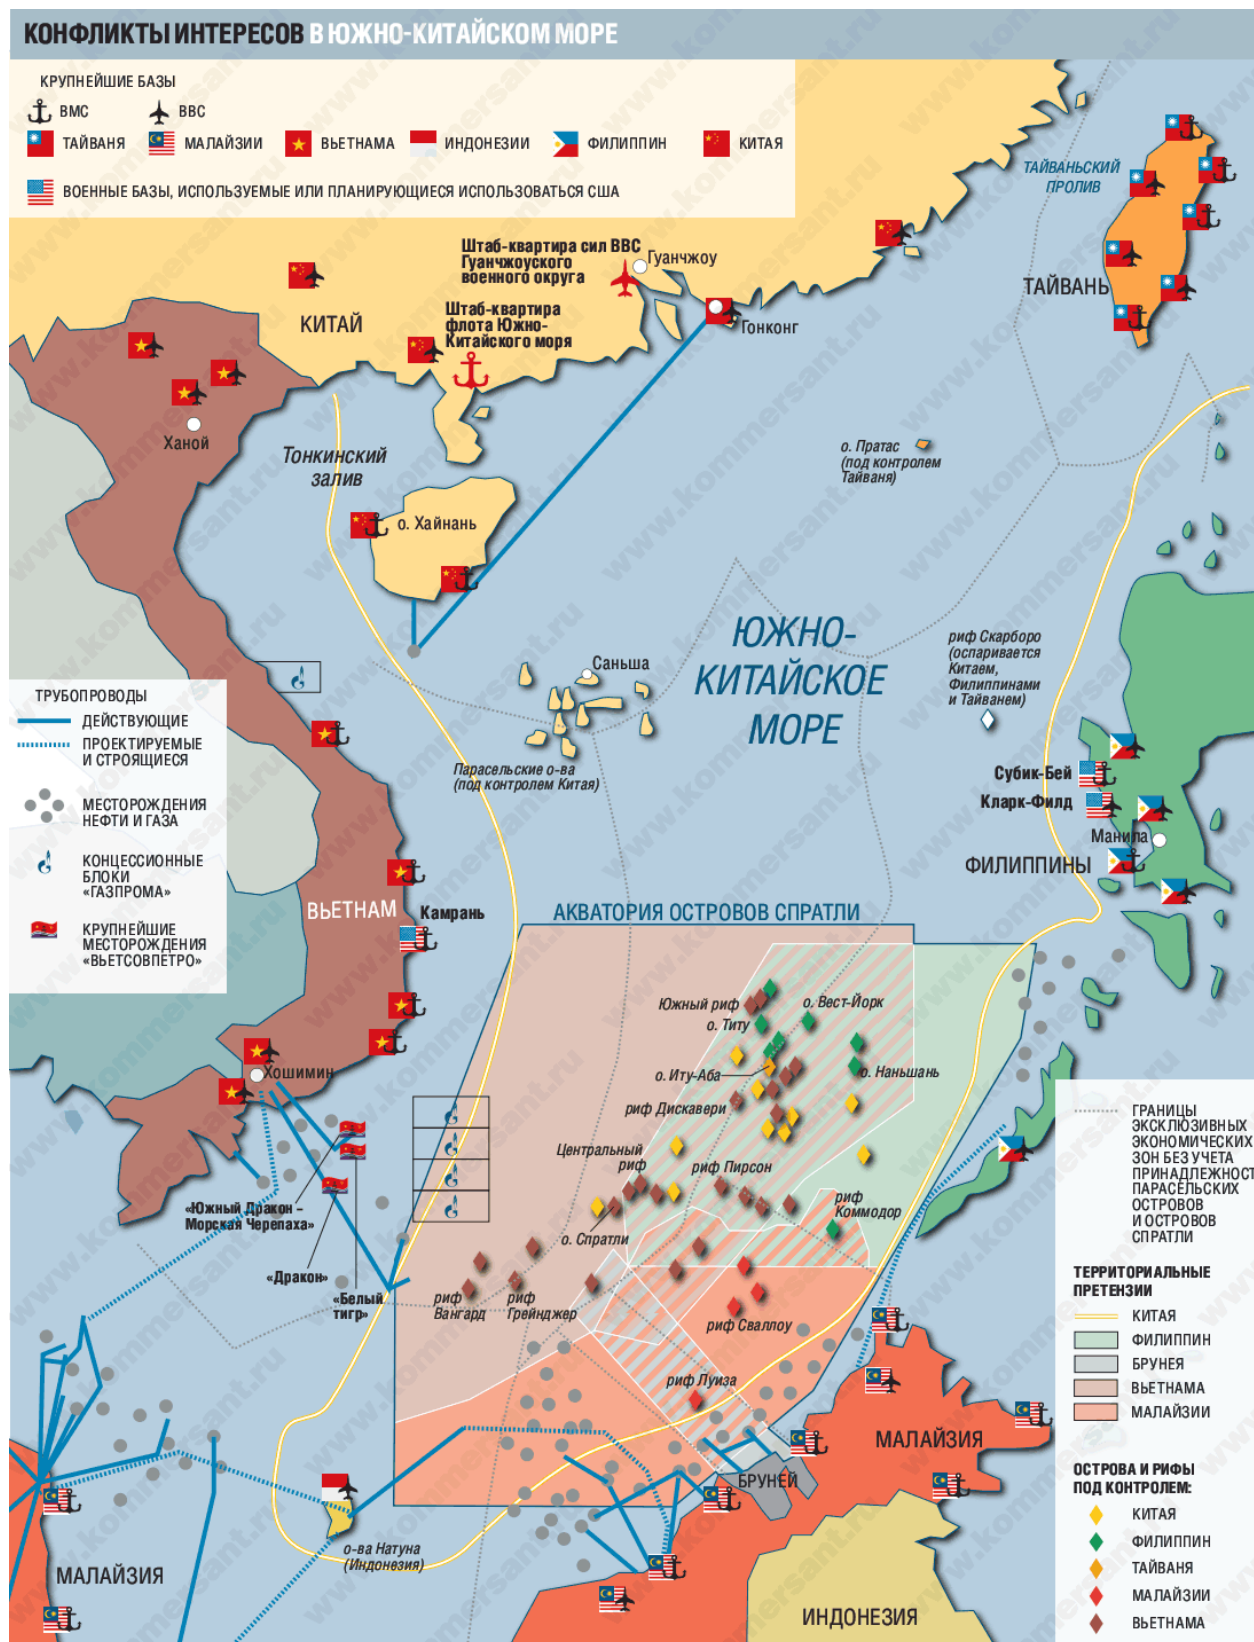 КОНФЛИКТЫ ИНТЕРЕСОВ В ЮЖНО-КИТАЙСКОМ МОРЕ
КРУПНЕЙШИЕ БАЗЫ
ВМС
ВВС
ТАЙВАНЯ
МАЛАЙЗИИ
ВЬЕТНАМА
ИНДОНЕЗИИ
ФИЛИППИН
КИТАЯ
ВОЕННЫЕ БАЗЫ, ИСПОЛЬЗУЕМЫЕ ИЛИ ПЛАНИРУЮЩИЕСЯ ИСПОЛЬЗОВАТЬСЯ США
ТАЙВАНЬСКИЙ
ПРОЛИВ
ТАЙВАНЬ
Штаб-квартира сил ВВС
Гуанчжоуского
военного округа
Гуанчжоу
Штаб-квартира
флота Южно-
Китайского моря
КИТАЙ
Гонконг
Ханой
Тонкинский
залив
о. Хайнань
о. Пратас
(под контролем
Тайваня)
ЮЖНО-
КИТАЙСКОЕ
МОРЕ
риф Скарборо
(оспаривается
Китаем,
Филиппинами
и Тайванем)
Саньша
Парасельские о-ва
(под контролем Китая)
Субик-Бей
Кларк-Филд
Манила
ФИЛИППИНЫ
ТРУБОПРОВОДЫ
ДЕЙСТВУЮЩИЕ
ПРОЕКТИРУЕМЫЕ
И СТРОЯЩИЕСЯ
МЕСТОРОЖДЕНИЯ
НЕФТИ И ГАЗА
КОНЦЕССИОННЫЕ
БЛОКИ
«ГАЗПРОМА»
КРУПНЕЙШИЕ
МЕСТОРОЖДЕНИЯ
«ВЬЕТСОВПЕТРО»
ВЬЕТНАМ
Камрань
АКВАТОРИЯ ОСТРОВОВ СПРАТЛИ
Хошимин
Южный риф
о. Вест-Йорк
о. Титу
о. Иту-Аба
о. Наньшань
риф Дискавери
Центральный
риф
риф Пирсон
риф
Коммодор
о. Спратли
риф
Вангард
риф
Грейнджер
риф Сваллоу
риф Луиза
«Южный Дракон –
Морская Черепаха»
«Дракон»
«Белый
тигр»
ГРАНИЦЫ
ЭКСКЛЮЗИВНЫХ
ЭКОНОМИЧЕСКИХ
ЗОН БЕЗ УЧЕТА
ПРИНАДЛЕЖНОСТ
ПАРАСЕЛЬСКИХ
ОСТРОВОВ
И ОСТРОВОВ
СПРАТЛИ
ТЕРРИТОРИАЛЬНЫЕ
ПРЕТЕНЗИИ
КИТАЯ
ФИЛИППИН
БРУНЕЯ
ВЬЕТНАМА
МАЛАЙЗИИ
ОСТРОВА И РИФЫ
ПОД КОНТРОЛЕМ:
КИТАЯ
ФИЛИППИН
ТАЙВАНЯ
МАЛАЙЗИИ
ВЬЕТНАМА
МАЛАЙЗИЯ
БРУНЕЙ
о-ва Натуна
(Индонезия)
МАЛАЙЗИЯ
ИНДОНЕЗИЯ
www.kommersant.ru